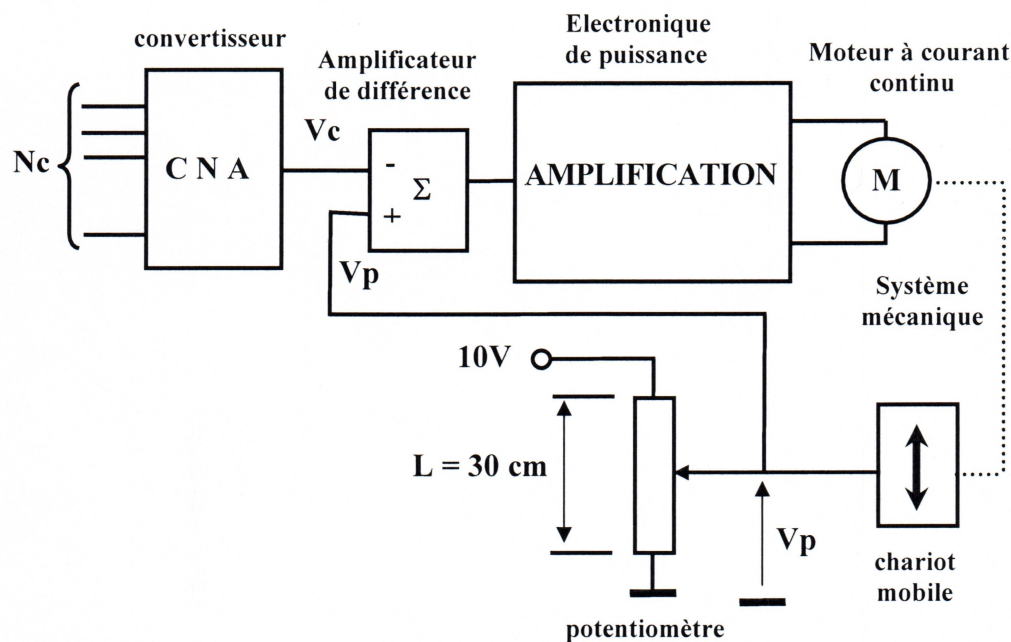 convertisseur
Amplificateur
de différence
Electronique
de puissance
Moteur à courant
continu
Nc
C N A
Vc
-
Σ
+
Vp
AMPLIFICATION
M
Système
mécanique
10V
L = 30 cm
Vp
chariot
mobile
potentiomètre